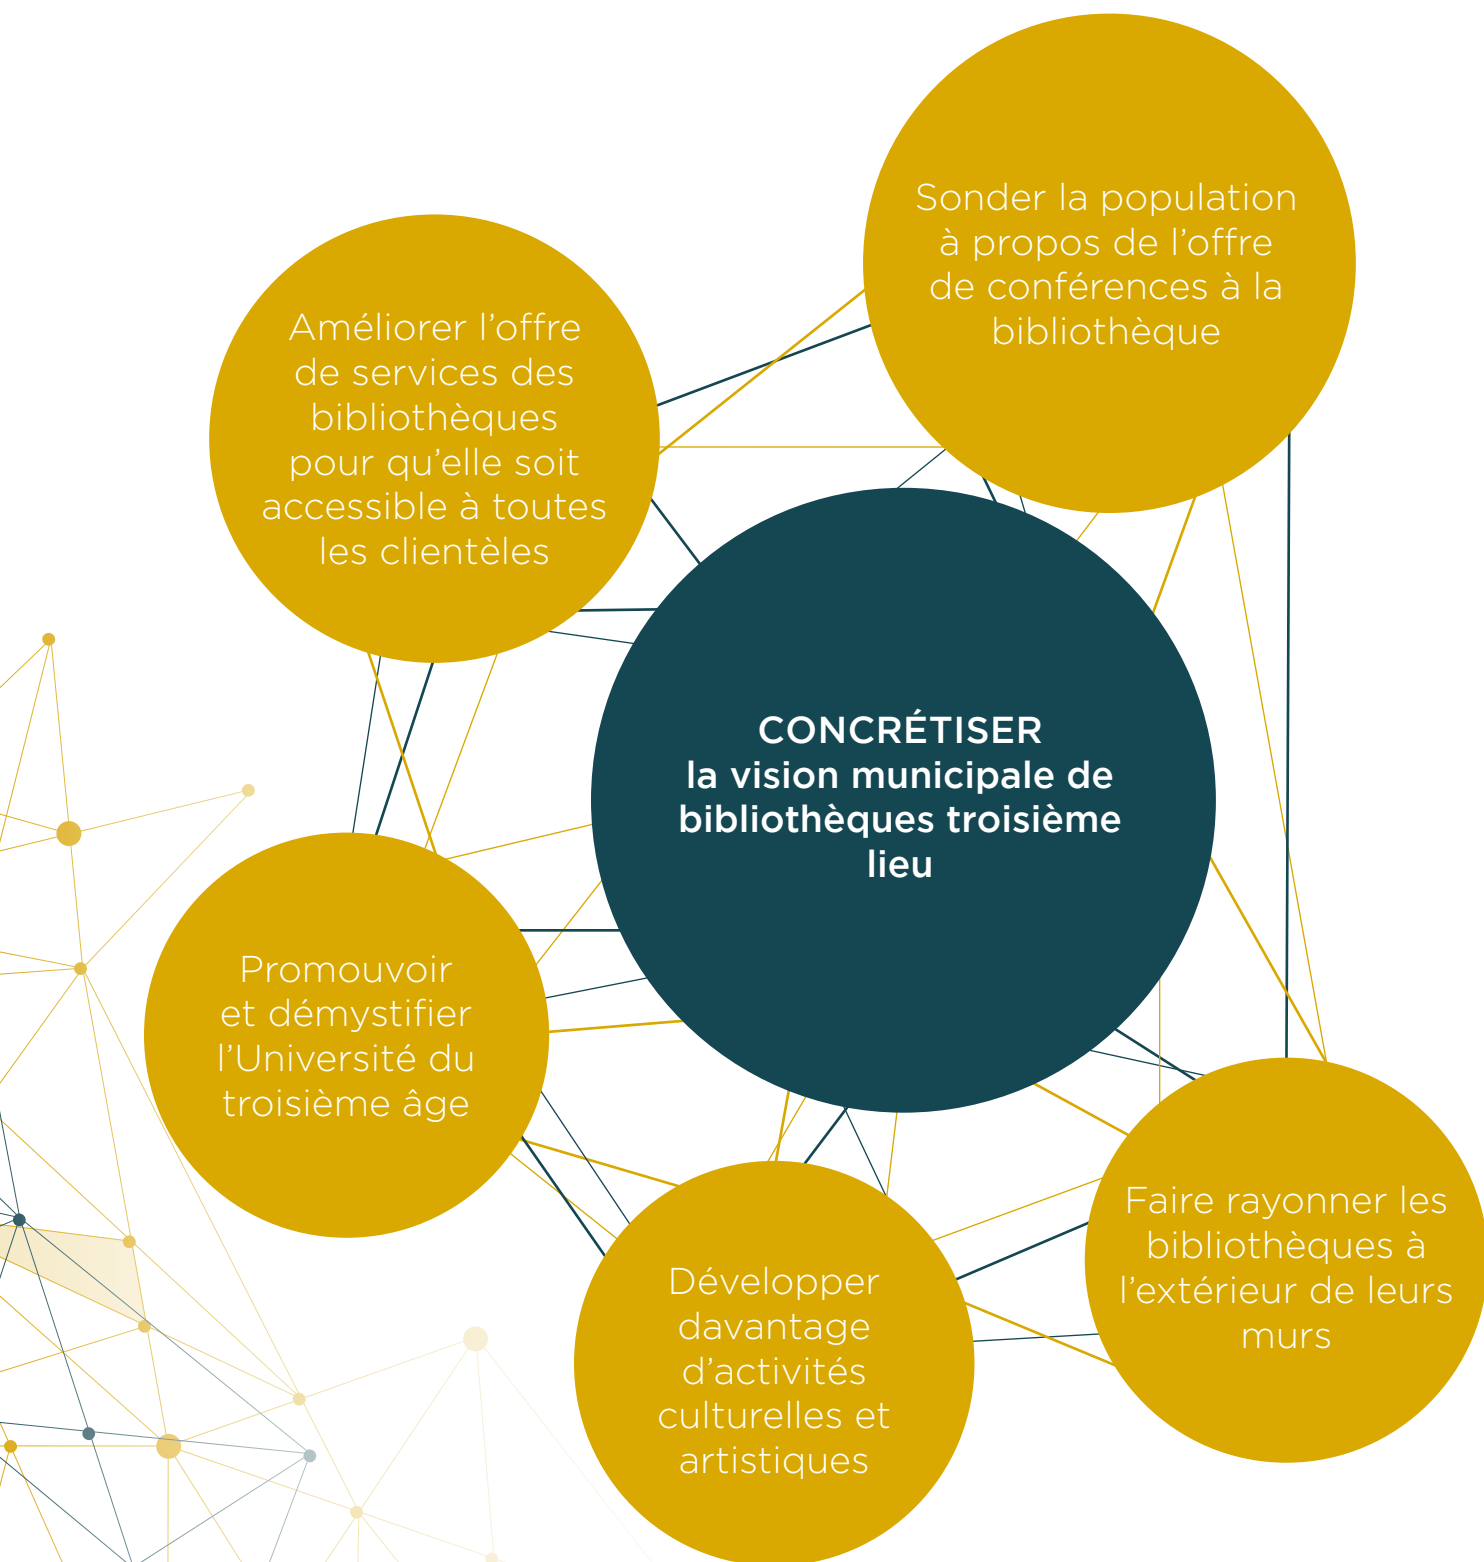 Sonder la population
à propos de l’offre
de conférences à la
bibliothèque
Améliorer l’offre
de services des
bibliothèques
pour qu’elle soit
accessible à toutes
les clientèles
CONCRÉTISER
la vision municipale de
bibliothèques troisième
lieu
Promouvoir
et démystifier
l’Université du
troisième âge
Faire rayonner les
bibliothèques à
l’extérieur de leurs
murs
Développer
davantage
d’activités
culturelles et
artistiques